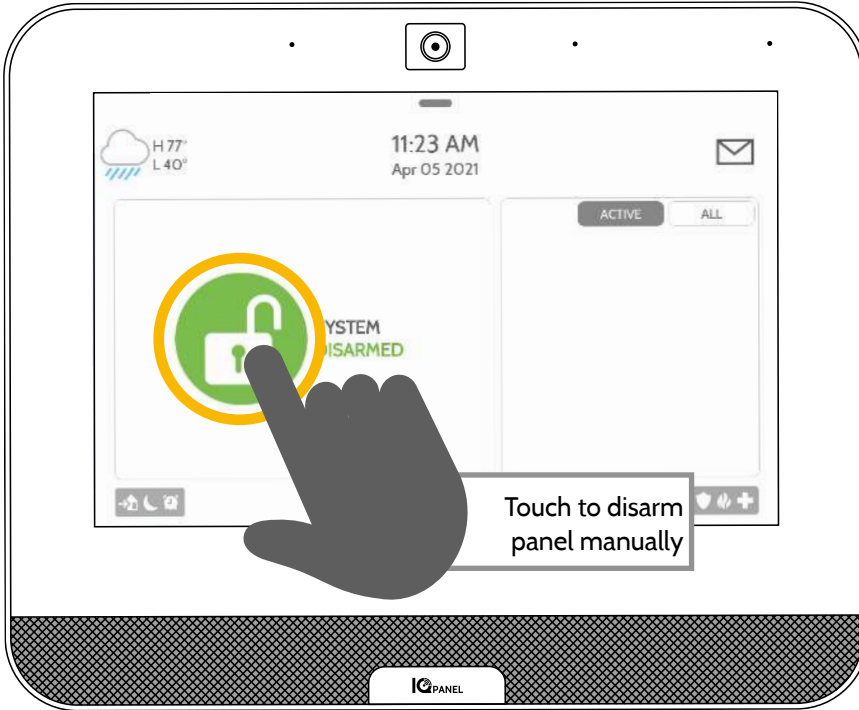 H 77°
L 40°
11:23 AM
Apr 05 2021
ACTIVE
ALL
YSTEM
ISARMED
Touch to disarm
panel manually
IQ PANEL